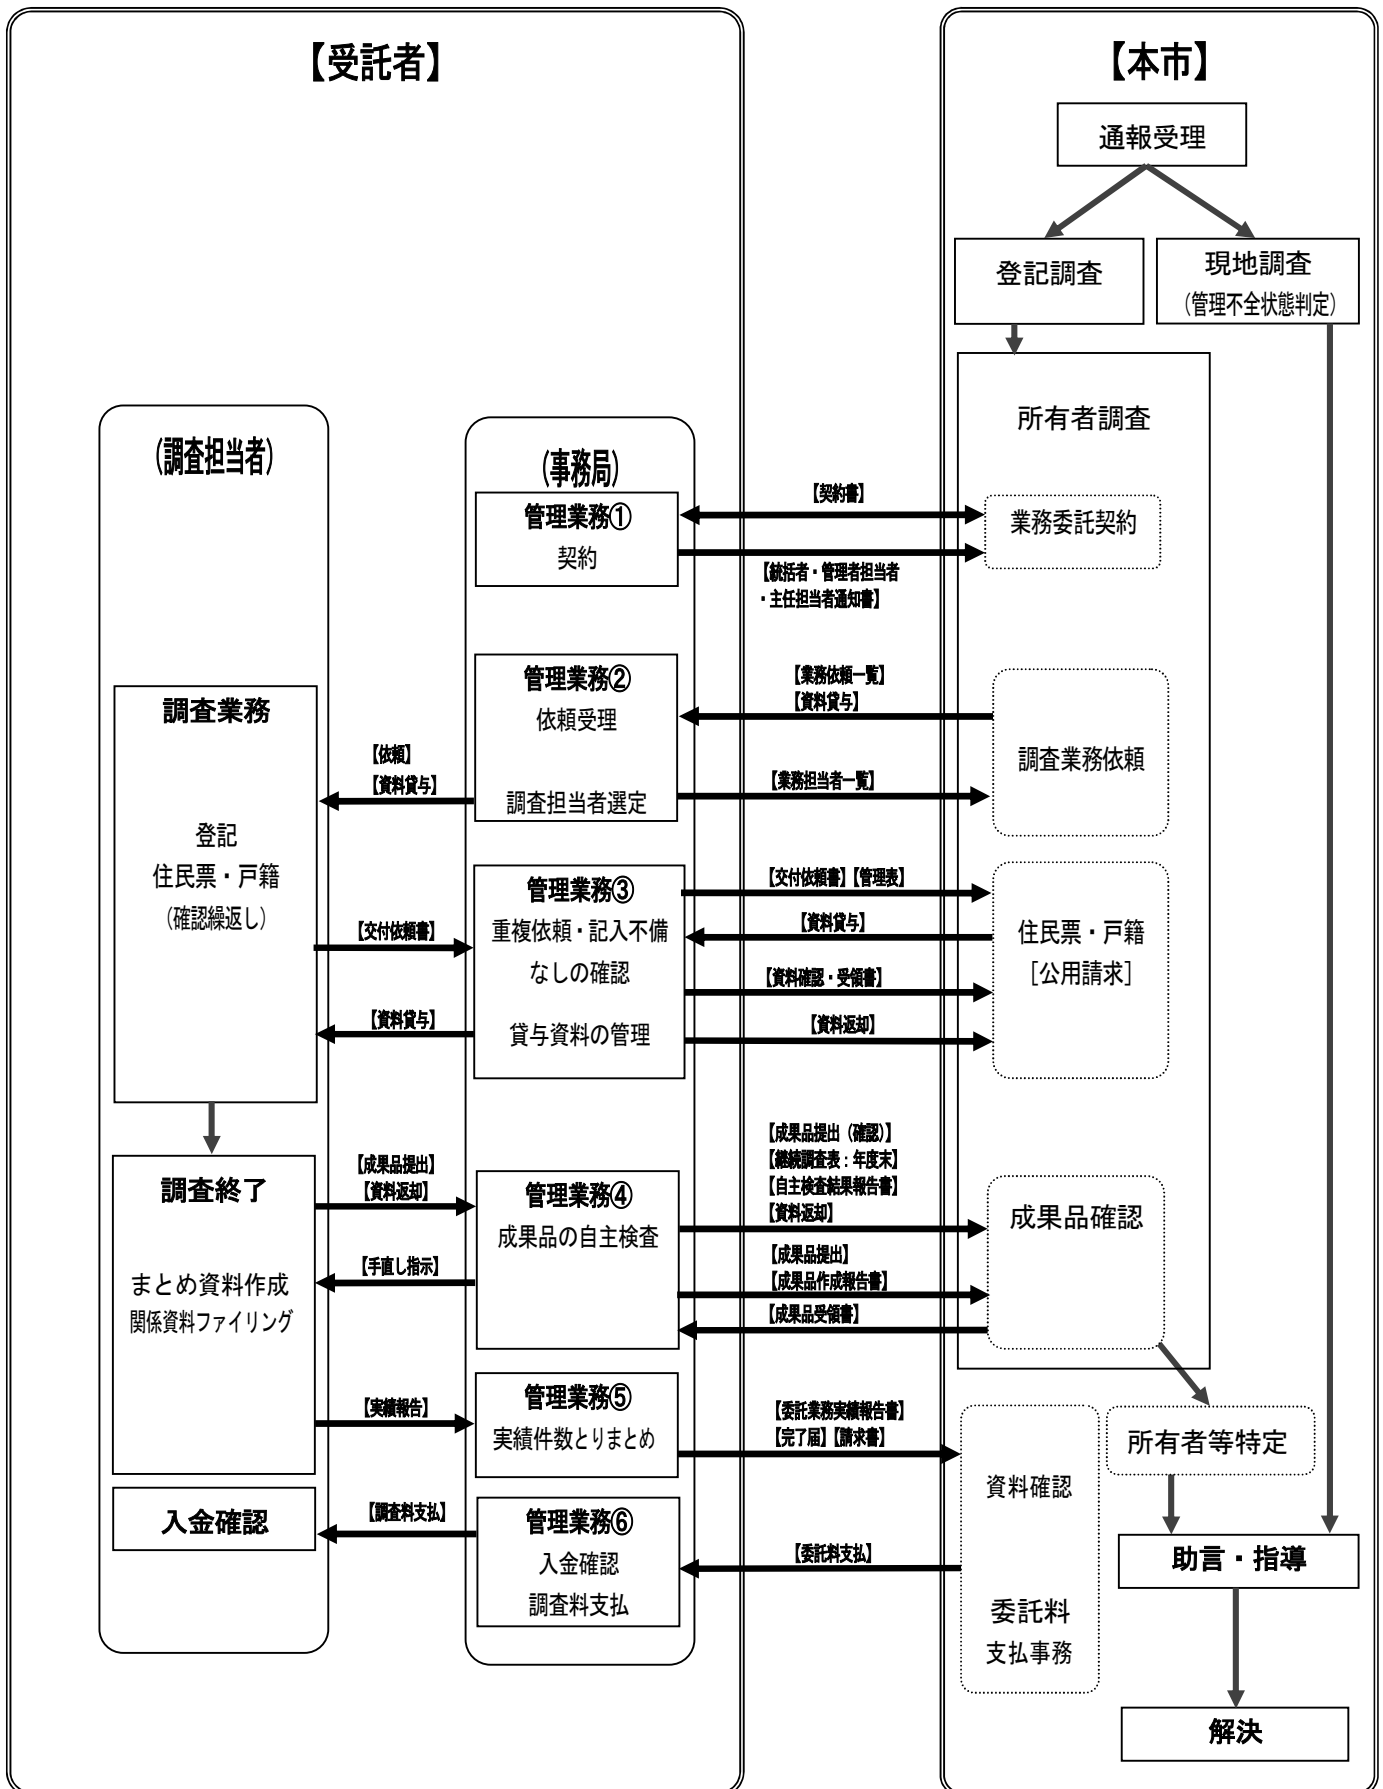 【受託者】
【本市】
通報受理
登記調査
現地調査
(管理不全状態判定)
所有者調査
(調査担当者)
(事務局)
管理業務①
契約
【契約書】
業務委託契約
【統括者・管理者担当者
・主任担当者通知書】
管理業務②
依頼受理
調査担当者選定
【業務依頼一覧】
【資料貸与】
【業務担当者一覧】
調査業務依頼
調査業務
登記
住民票・戸籍
(確認繰返し)
【依頼】
【資料貸与】
【交付依頼書】
【資料貸与】
管理業務③
重複依頼・記入不備
なしの確認
貸与資料の管理
【交付依頼書】【管理表】
【資料貸与】
【資料確認・受領書】
【資料返却】
住民票・戸籍
[公用請求]
調査終了
まとめ資料作成
関係資料ファイリング
【成果品提出】
【資料返却】
【手直し指示】
【実績報告】
管理業務④
成果品の自主検査
【成果品提出(確認)】
【継続調査表:年度末】
【自主検査結果報告書】
【資料返却】
【成果品提出】
【成果品作成報告書】
【成果品受領書】
成果品確認
管理業務⑤
実績件数とりまとめ
【委託業務実績報告書】
【完了届】【請求書】
資料確認
委託料
支払事務
所有者等特定
入金確認
【調査料支払】
管理業務⑥
入金確認
調査料支払
【委託料支払】
助言・指導
解決